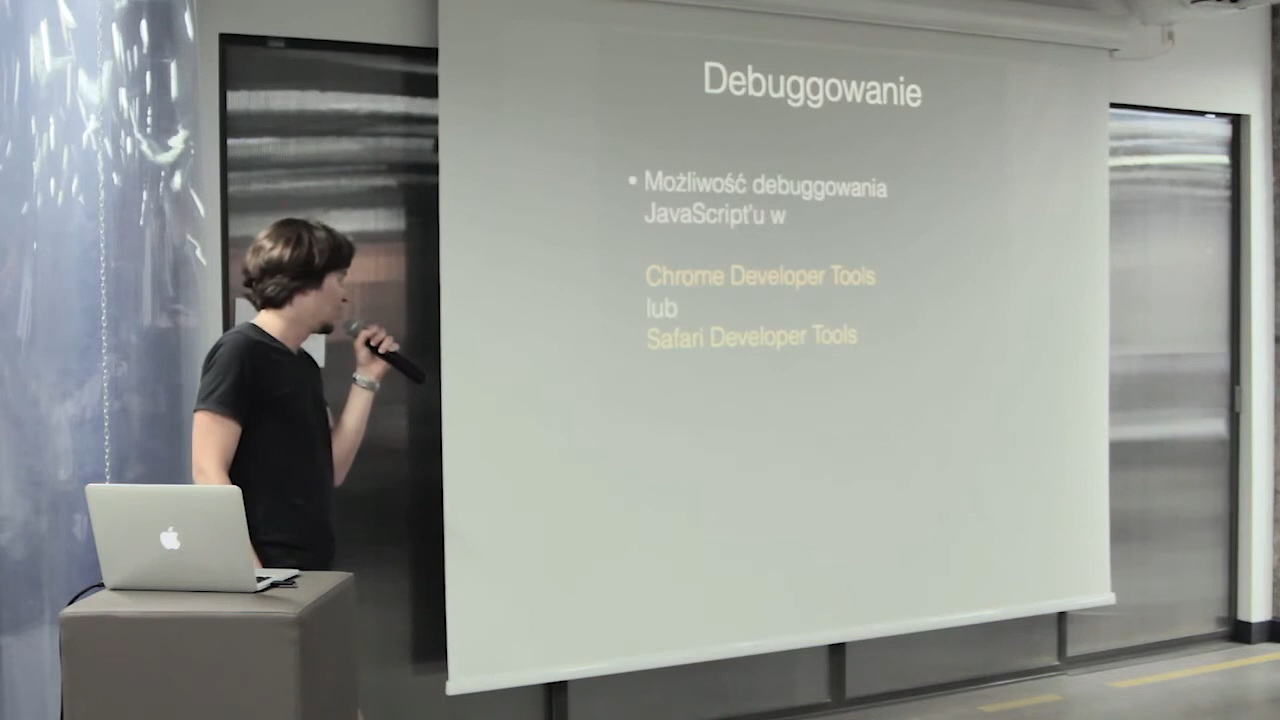 Debuggowanie
• Możliwość debuggowania
JavaScript'u w
Chrome Developer Tools
lub
Safari Developer Tools